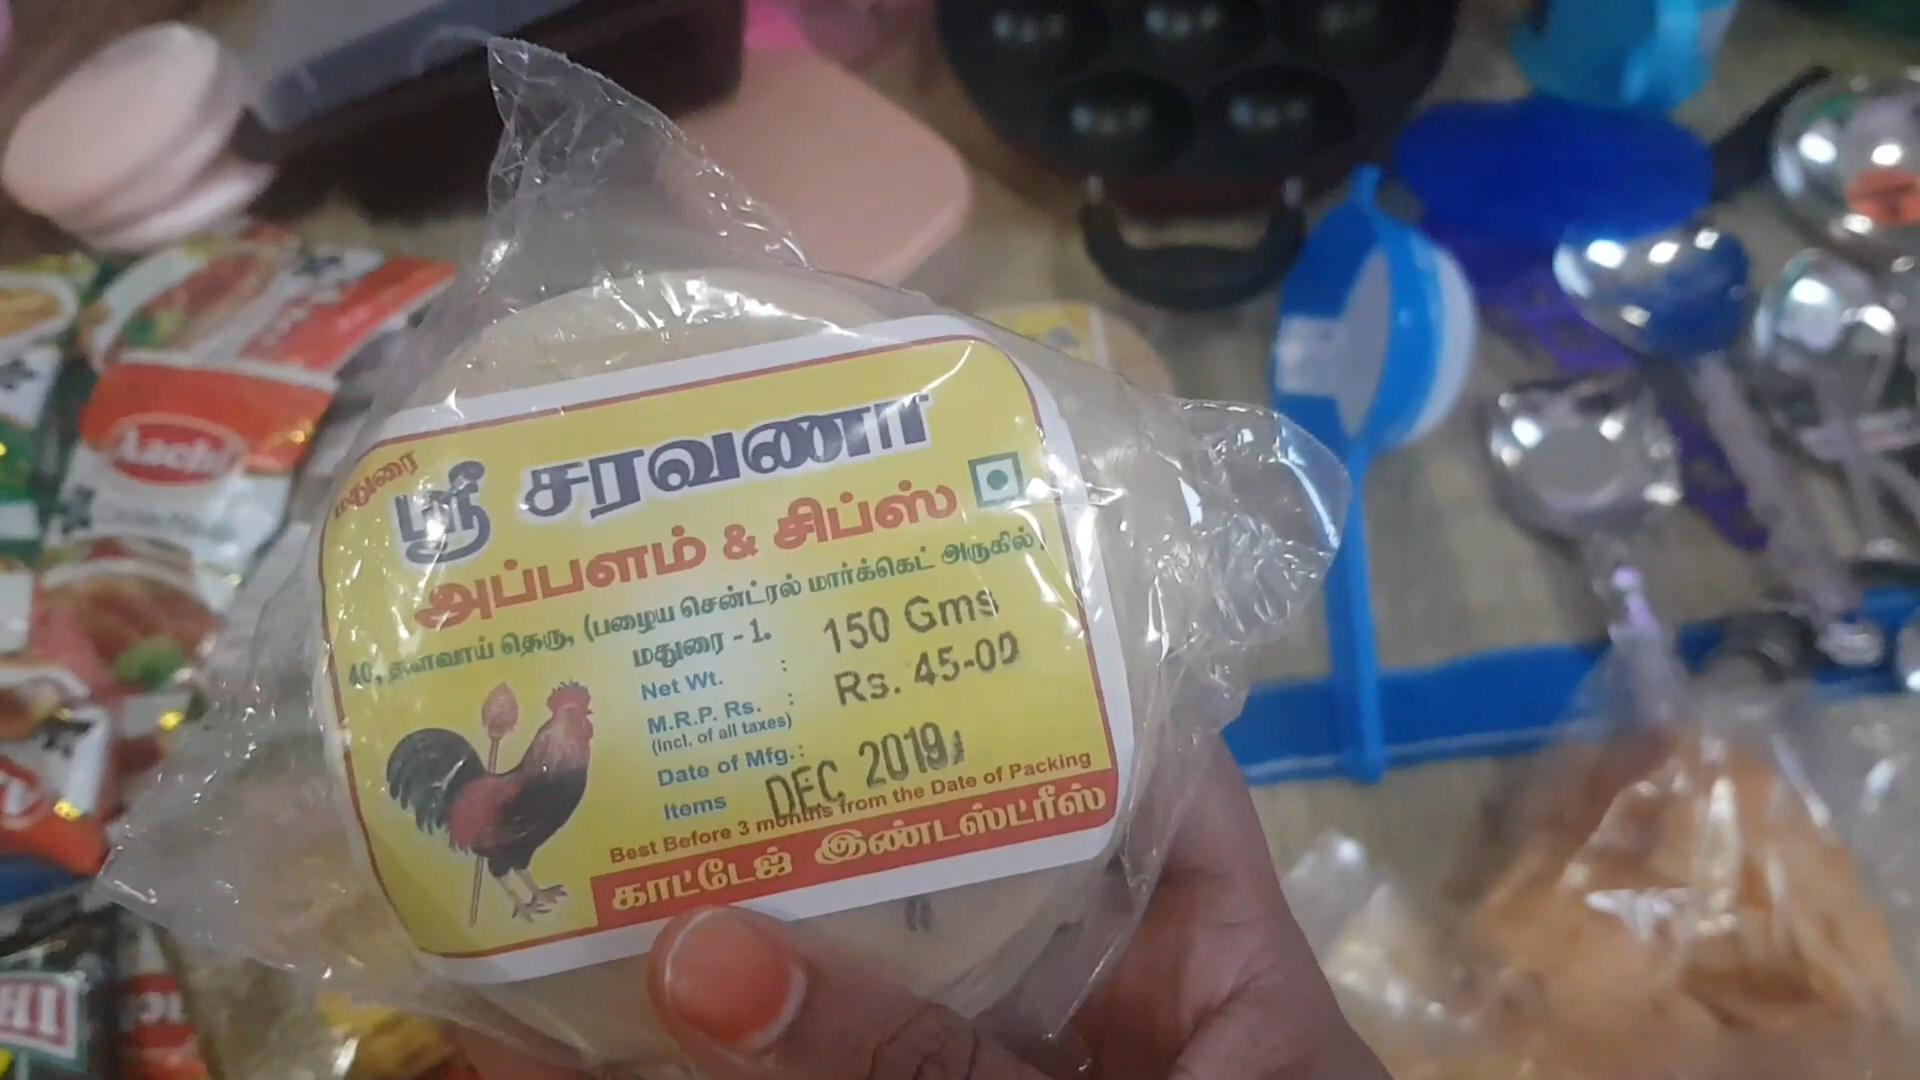 மதுரை
ஸ்ரீ சரவணா
அப்பளம் & சிப்ஸ்
40, தளவாய் தெரு, (பழைய சென்ட்ரல் மார்க்கெட் அருகில்)
மதுரை - 1.
Net Wt. : 150 Gms
M.R.P. Rs. : Rs. 45-00
(Incl. of all taxes)
Date of Mfg.: DEC 2019
Items
Best Before 3 months from the Date of Packing
காட்டேஜ் இண்டஸ்ட்ரீஸ்
Aachi